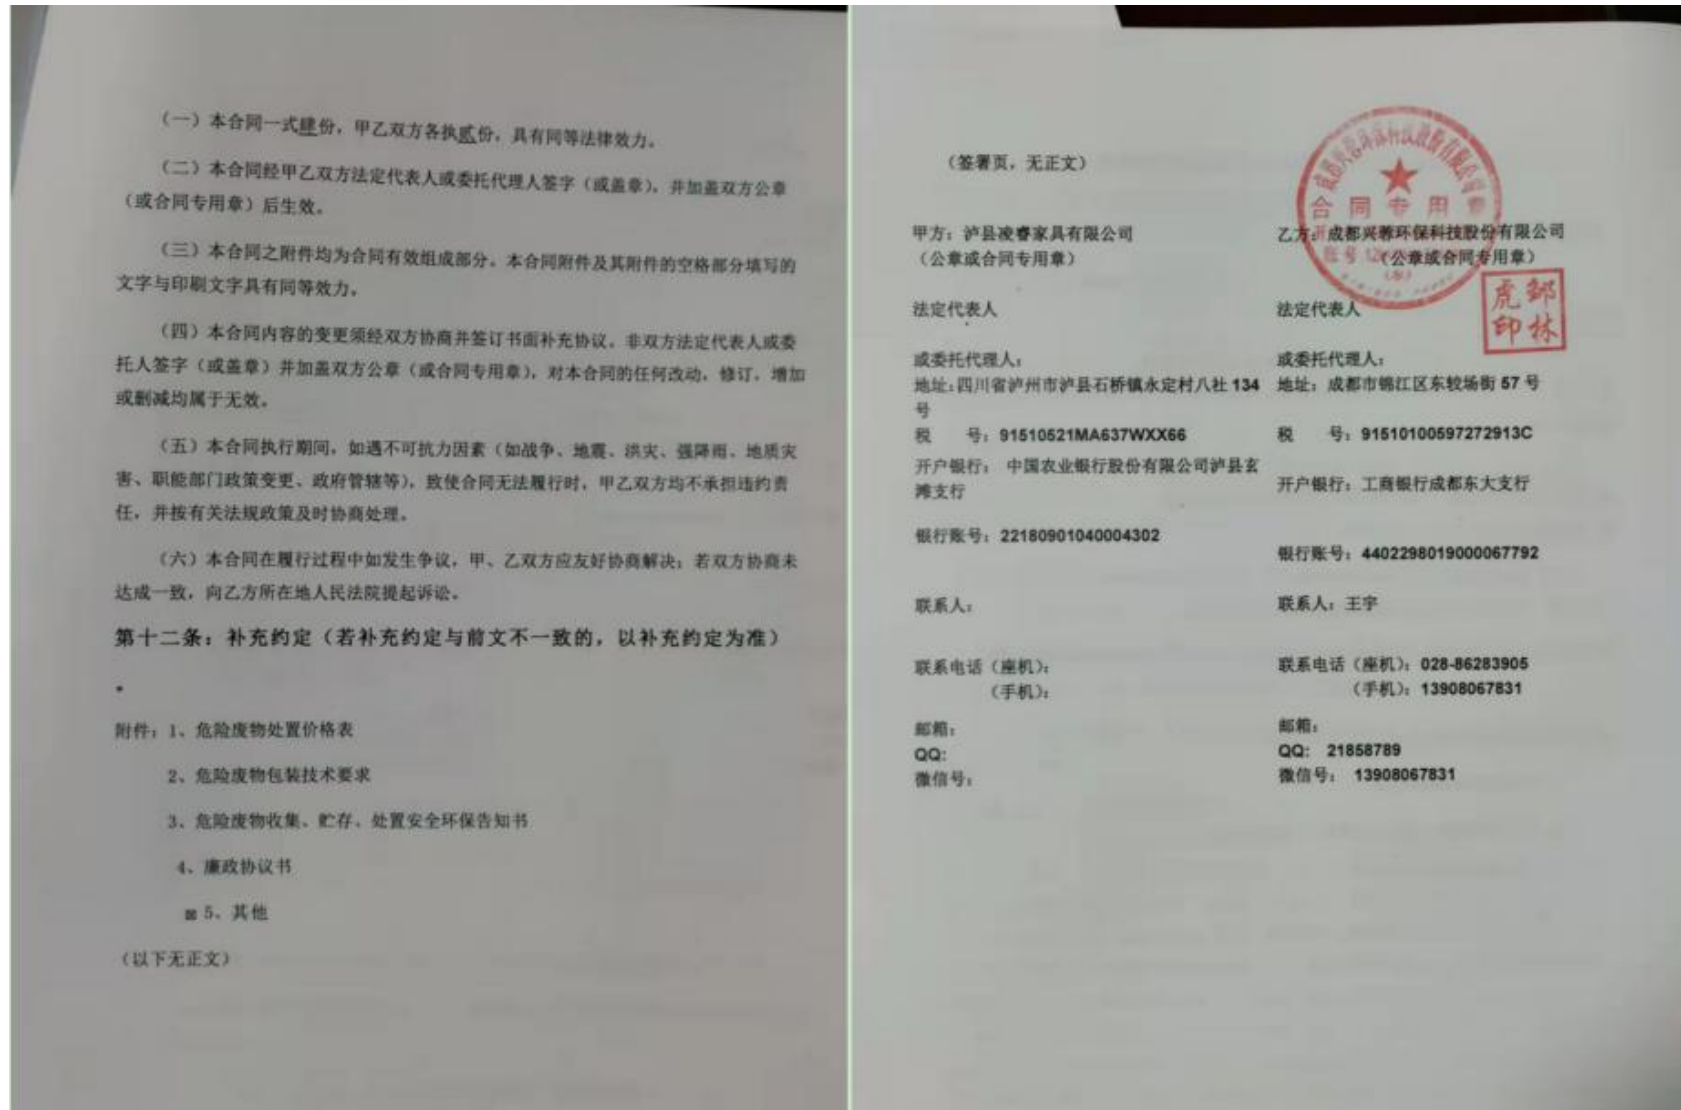 （一）本合同一式肆份，甲乙双方各执贰份，具有同等法律效力。
（二）本合同经甲乙双方法定代表人或委托代理人签字（或盖章），并加盖双方公章
（或合同专用章）后生效。
（三）本合同之附件均为合同有效组成部分。本合同附件及其附件的空格部分填写的
文字与印刷文字具有同等效力。
（四）本合同内容的变更须经双方协商并签订书面补充协议。非双方法定代表人或委
托人签字（或盖章）并加盖双方公章（或合同专用章），对本合同的任何改动、修订、增加
或删减均属于无效。
（五）本合同执行期间，如遇不可抗力因素（如战争、地震、洪灾、强降雨、地质灾
害、职能部门政策变更、政府管辖等），致使合同无法履行时，甲乙双方均不承担违约责
任，并按有关法规政策及时协商处理。
（六）本合同在履行过程中如发生争议，甲、乙双方应友好协商解决；若双方协商未
达成一致，向乙方所在地人民法院提起诉讼。
第十二条：补充约定（若补充约定与前文不一致的，以补充约定为准）
。
附件：1、危险废物处置价格表
2、危险废物包装技术要求
3、危险废物收集、贮存、处置安全环保告知书
4、廉政协议书
5、其他
（以下无正文）
（签署页，无正文）
甲方：泸县凌睿家具有限公司
（公章或合同专用章）
法定代表人
或委托代理人：
地址：四川省泸州市泸县石桥镇永定村八社 134
号
税 号：91510521MA637WXX66
开户银行： 中国农业银行股份有限公司泸县玄
滩支行
银行账号：22180901040004302
联系人：
联系电话（座机）：
（手机）：
邮箱：
QQ:
微信号：
乙方：成都兴蓉环保科技股份有限公司
（公章或合同专用章）
法定代表人
或委托代理人：
地址：成都市锦江区东较场街 57 号
税 号：91510100597272913C
开户银行：工商银行成都东大支行
银行账号：4402298019000067792
联系人：王宇
联系电话（座机）：028-86283905
（手机）：13908067831
邮箱：
QQ: 21858789
微信号： 13908067831
成都兴蓉环保科技股份有限公司
合同专用章
邹林
虎印